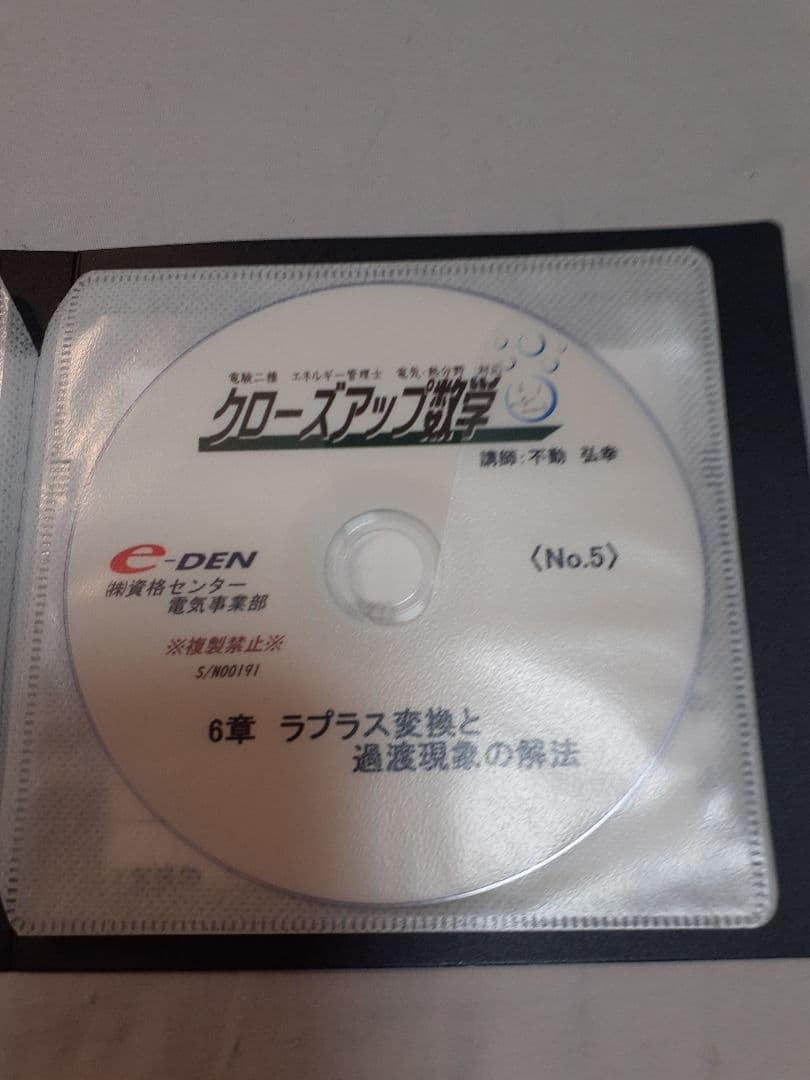 電験二種 エネルギー管理士 電気・熱分野 対応
クローズアップ数学
講師:不動 弘幸
e-DEN
〈No.5〉
㈱資格センター
電気事業部
※複製禁止※
S/N00191
6章 ラプラス変換と
過渡現象の解法